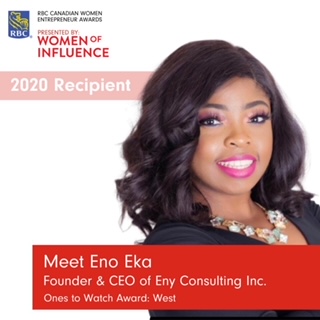 RBC CANADIAN WOMEN
ENTREPRENEUR AWARDS
RBC
PRESENTED BY:
WOMEN OF
INFLUENCE
2020 Recipient
Meet Eno Eka
Founder & CEO of Eny Consulting Inc.
Ones to Watch Award: West